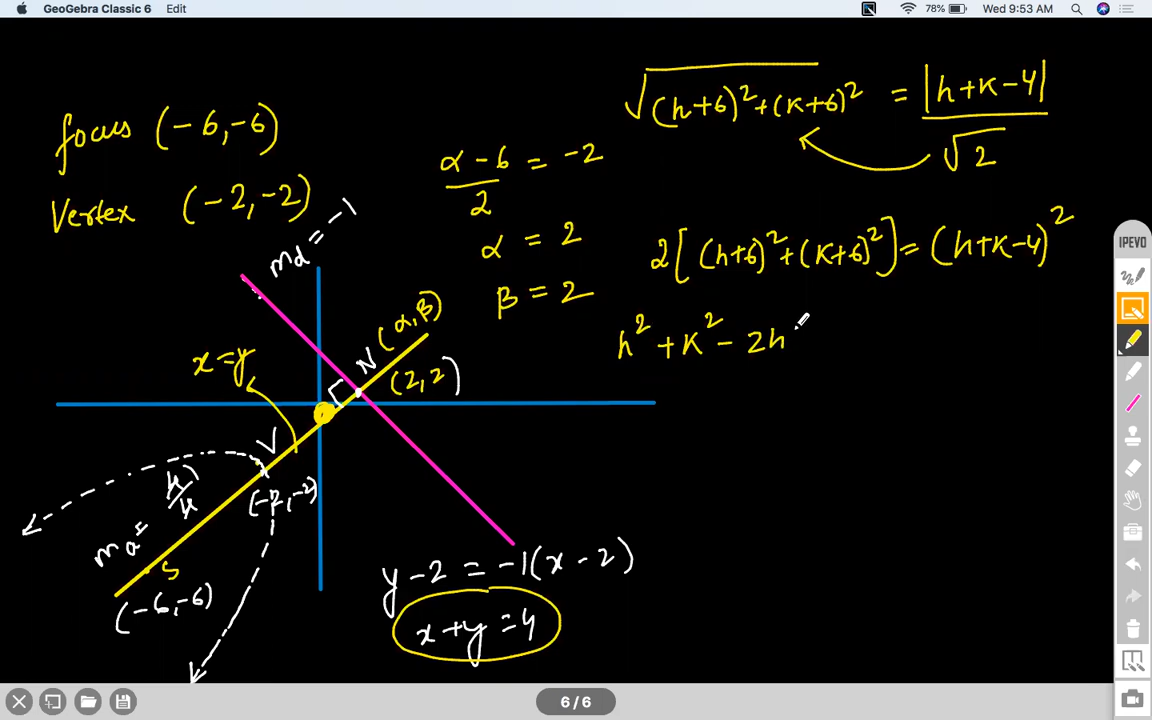 GeoGebra Classic 6 Edit 78% Wed 9:53 AM
focus (-6,-6)
Vertex (-2,-2)
α-6/2 = -2
α = 2
β = 2
√(h+6)²+(k+6)² = |h+k-4|/√2
2[(h+6)²+(k+6)²] = (h+k-4)²
h²+k²-2h
md = -1
x=y
N (α,β)
(2,2)
V
(-2,-2)
ma =
S
(-6,-6)
y-2 = -1(x-2)
x+y = 4
IPEVO
6/6